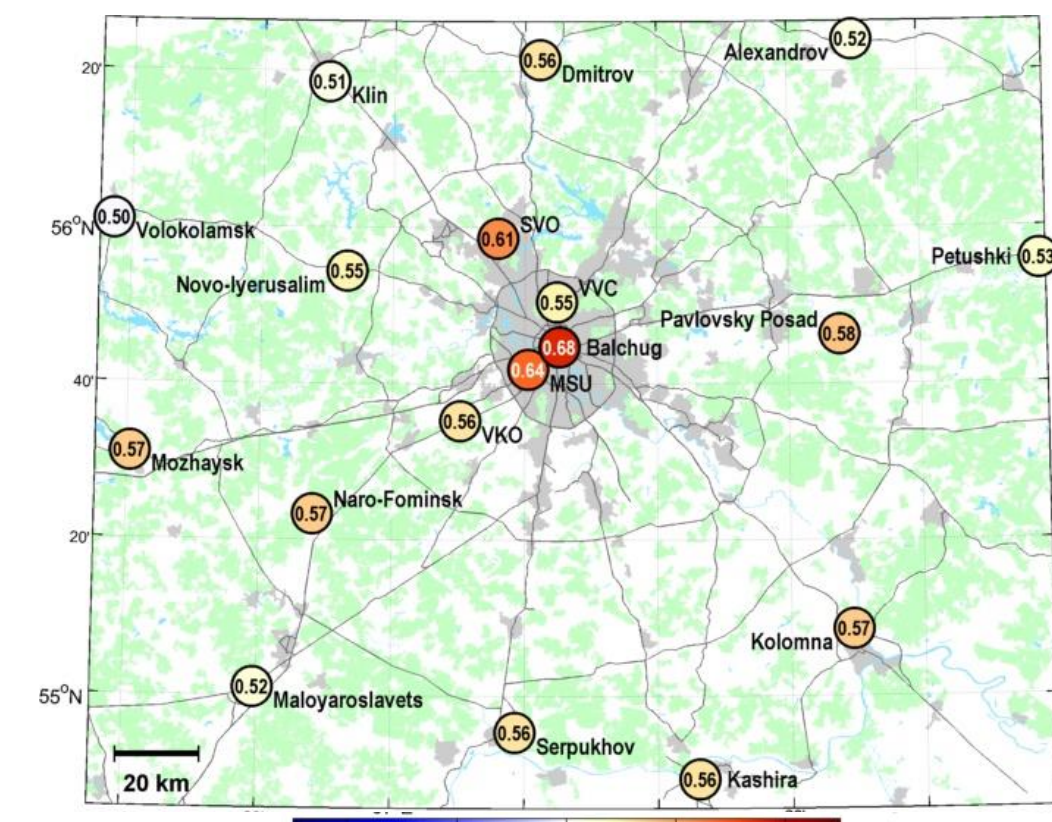 0.52
Alexandrov
20'
0.56
Dmitrov
0.51
Klin
0.50
56°N
Volokolamsk
SVO
0.61
Petushki
0.53
0.55
Novo-Iyerusalim
VVC
0.55
Pavlovsky Posad
0.58
0.68
Balchug
0.64
MSU
40'
0.56
VKO
0.57
Mozhaysk
Naro-Fominsk
0.57
20'
0.57
Kolomna
0.52
55°N
Maloyaroslavets
0.56
Serpukhov
20 km
0.56
Kashira